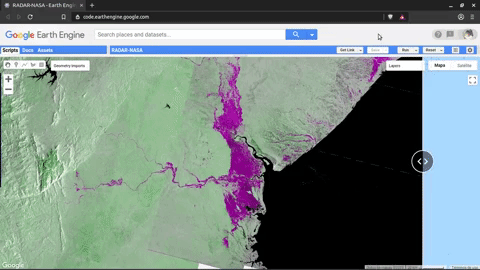 RADAR-NASA - Earth Eng
code.earthengine.google.com
Google Earth Engine
Search places and datasets...
Scripts Docs Assets
RADAR-NASA
Get Link Save Run Reset
Geometry Imports
Layers
Mapa Satélite
Google